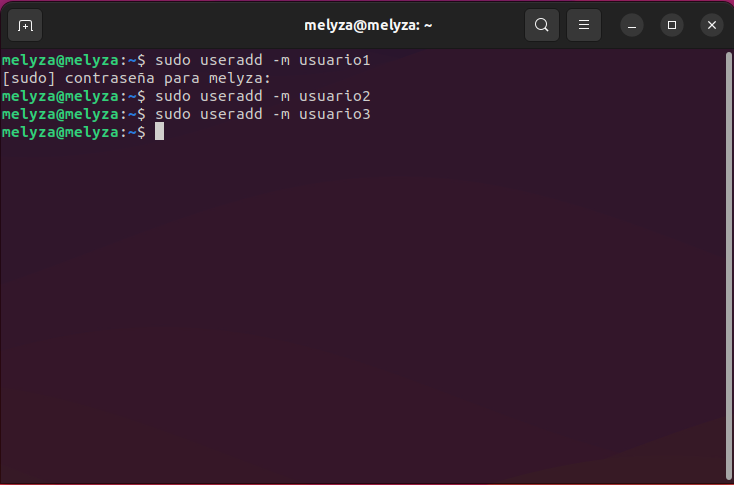 melyza@melyza: ~
melyza@melyza:~$ sudo useradd -m usuario1
[sudo] contraseña para melyza:
melyza@melyza:~$ sudo useradd -m usuario2
melyza@melyza:~$ sudo useradd -m usuario3
melyza@melyza:~$